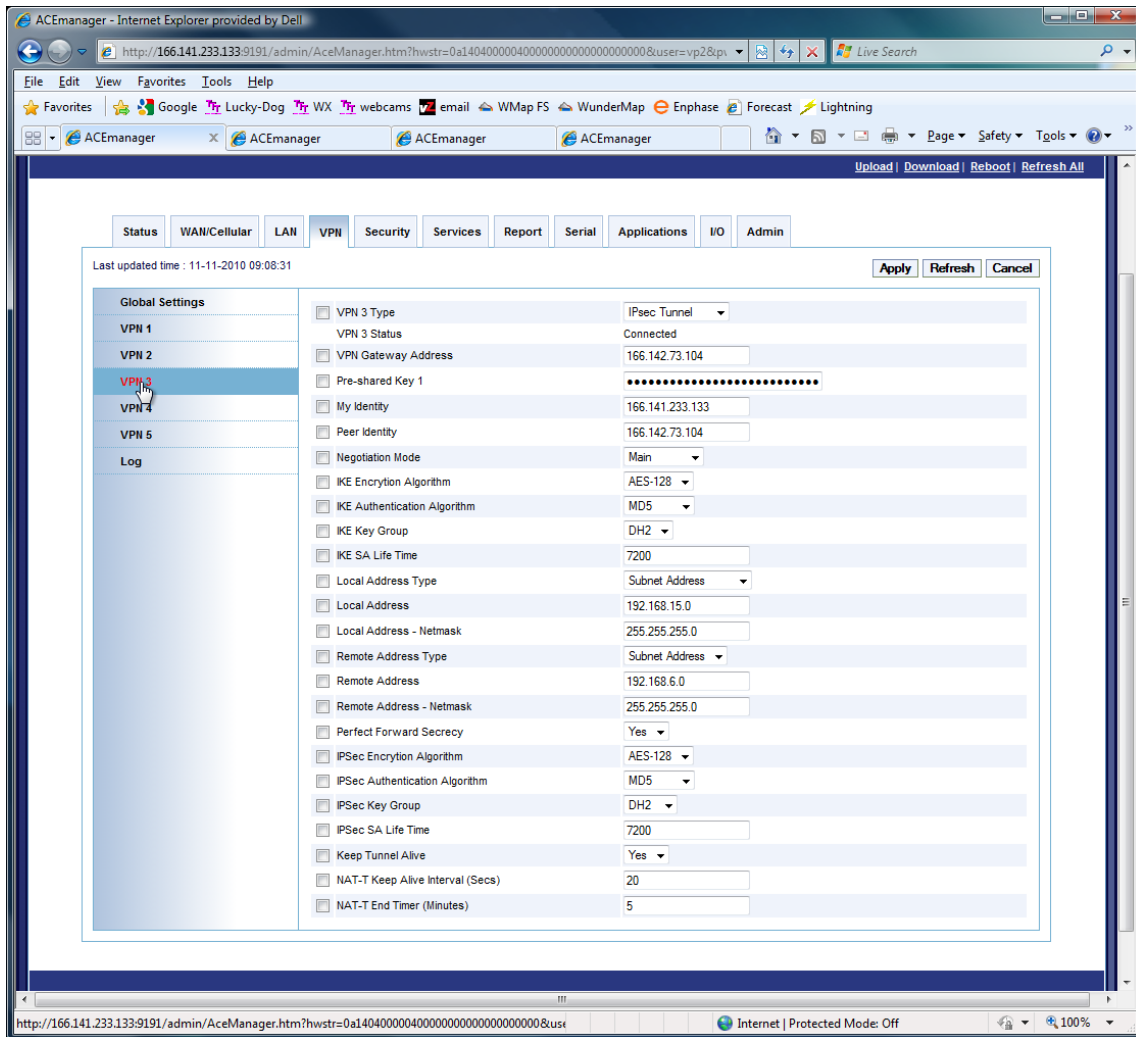 ACEmanager - Internet Explorer provided by Dell
http://166.141.233.133:9191/admin/AceManager.htm?hwstr=0a14040000400000000000000000000&user=vp2&pv
Live Search
File Edit View Favorites Tools Help
Favorites Google Lucky-Dog WX webcams email WMap FS WunderMap Enphase Forecast Lightning
ACEmanager ACEmanager ACEmanager ACEmanager Page Safety Tools
Upload | Download | Reboot | Refresh All
Status WAN/Cellular LAN VPN Security Services Report Serial Applications I/O Admin
Last updated time : 11-11-2010 09:08:31
Apply Refresh Cancel
Global Settings
VPN 1
VPN 2
VPN 3
VPN 4
VPN 5
Log
VPN 3 Type IPsec Tunnel
VPN 3 Status Connected
VPN Gateway Address 166.142.73.104
Pre-shared Key 1 ••••••••••••••••••••••••••••
My Identity 166.141.233.133
Peer Identity 166.142.73.104
Negotiation Mode Main
IKE Encrytion Algorithm AES-128
IKE Authentication Algorithm MD5
IKE Key Group DH2
IKE SA Life Time 7200
Local Address Type Subnet Address
Local Address 192.168.15.0
Local Address - Netmask 255.255.255.0
Remote Address Type Subnet Address
Remote Address 192.168.6.0
Remote Address - Netmask 255.255.255.0
Perfect Forward Secrecy Yes
IPSec Encrytion Algorithm AES-128
IPSec Authentication Algorithm MD5
IPSec Key Group DH2
IPSec SA Life Time 7200
Keep Tunnel Alive Yes
NAT-T Keep Alive Interval (Secs) 20
NAT-T End Timer (Minutes) 5
http://166.141.233.133:9191/admin/AceManager.htm?hwstr=0a14040000400000000000000000000&use
Internet | Protected Mode: Off
100%